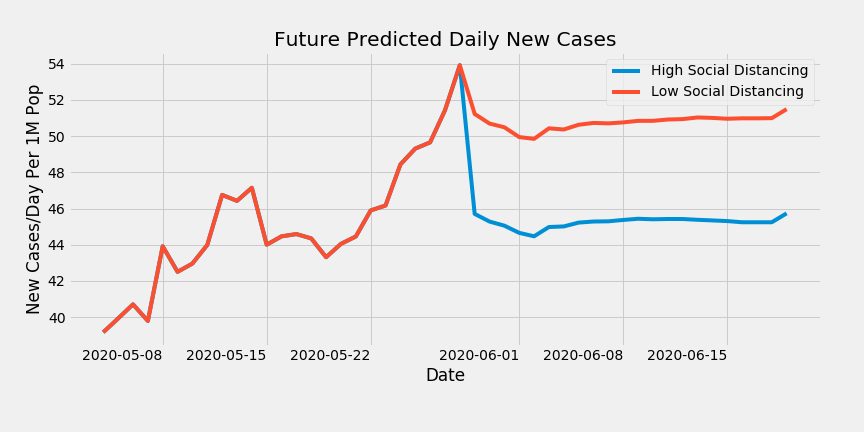 Future Predicted Daily New Cases
High Social Distancing
Low Social Distancing
New Cases/Day Per 1M Pop
54
52
50
48
46
44
42
40
2020-05-08
2020-05-15
2020-05-22
2020-06-01
2020-06-08
2020-06-15
Date